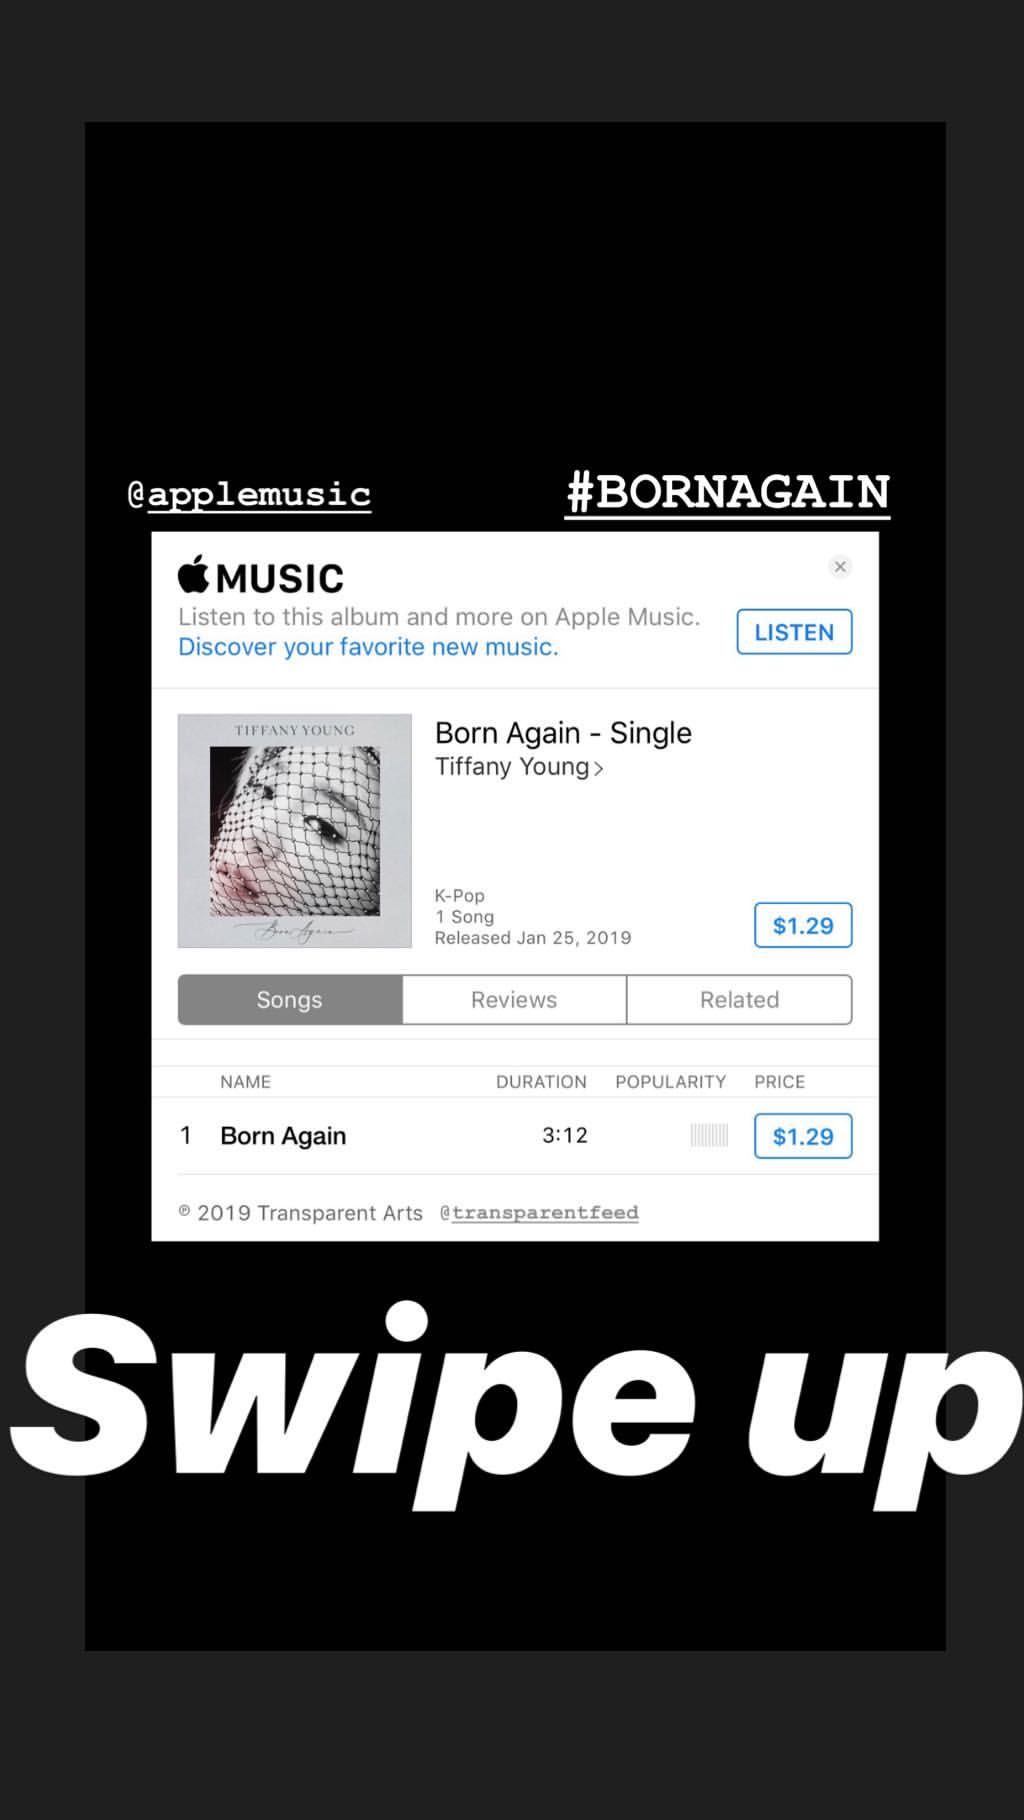 @applemusic
#BORNAGAIN
MUSIC
Listen to this album and more on Apple Music.
Discover your favorite new music.
LISTEN
TIFFANY YOUNG
Born Again
Born Again - Single
Tiffany Young >
K-Pop
1 Song
Released Jan 25, 2019
$1.29
Songs
Reviews
Related
NAME DURATION POPULARITY PRICE
1 Born Again 3:12 $1.29
℗ 2019 Transparent Arts @transparentfeed
Swipe up